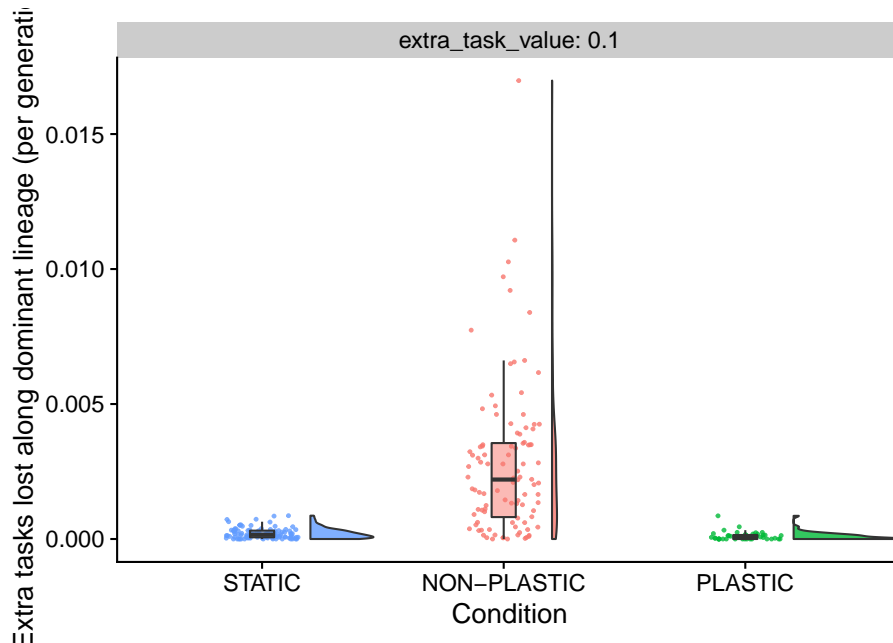 extra_task_value: 0.1
Extra tasks lost along dominant lineage (per generati
0.015
0.010
0.005
0.000
STATIC NON−PLASTIC PLASTIC
Condition